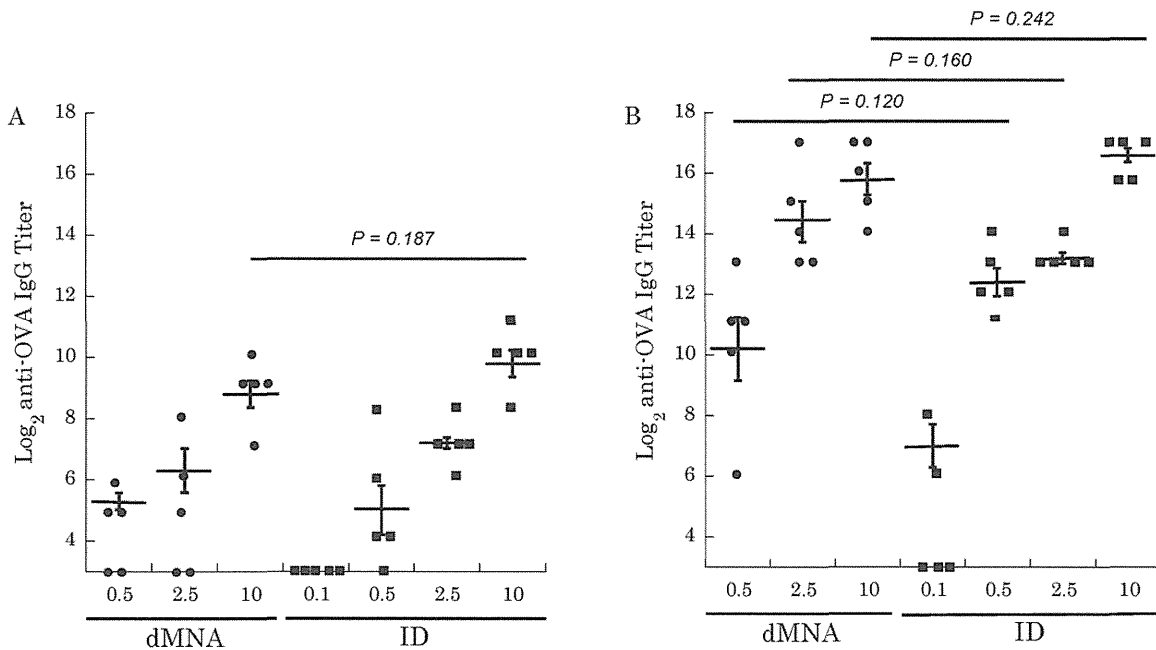 P = 0.242
P = 0.160
P = 0.120
A
B
18
16
14
12
10
8
6
4
Log2 anti-OVA IgG Titer
P = 0.187
0.5 2.5 10 0.1 0.5 2.5 10
dMNA ID
18
16
14
12
10
8
6
4
Log2 anti-OVA IgG Titer
0.5 2.5 10 0.1 0.5 2.5 10
dMNA ID